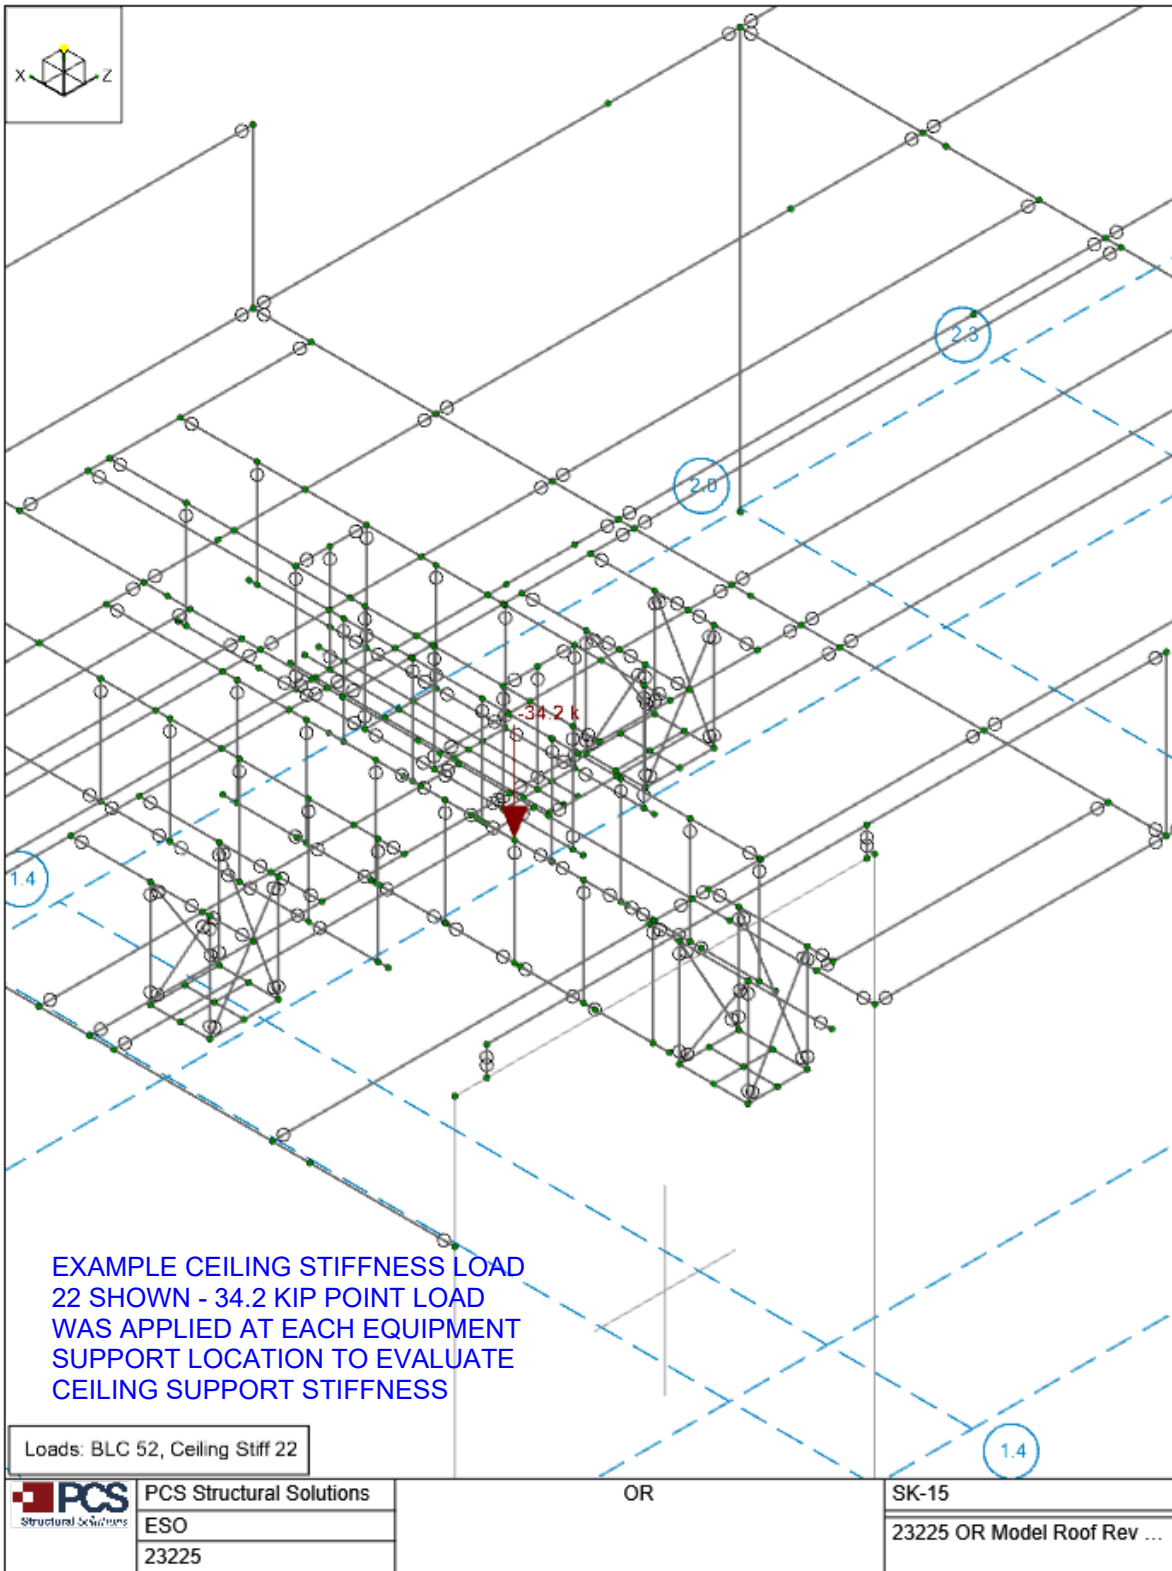 X
Z
2.3
2.0
-34.2 k
1.4
EXAMPLE CEILING STIFFNESS LOAD
22 SHOWN - 34.2 KIP POINT LOAD
WAS APPLIED AT EACH EQUIPMENT
SUPPORT LOCATION TO EVALUATE
CEILING SUPPORT STIFFNESS
Loads: BLC 52, Ceiling Stiff 22
1.4
PCS
Structural Solutions
PCS Structural Solutions
ESO
23225
OR
SK-15
23225 OR Model Roof Rev ...